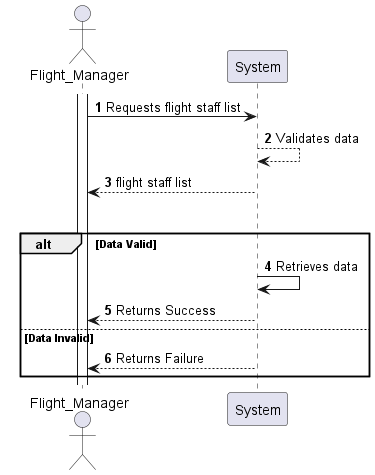 Flight_Manager
System
1 Requests flight staff list
2 Validates data
3 flight staff list
alt [Data Valid]
4 Retrieves data
5 Returns Success
[Data Invalid]
6 Returns Failure
Flight_Manager
System